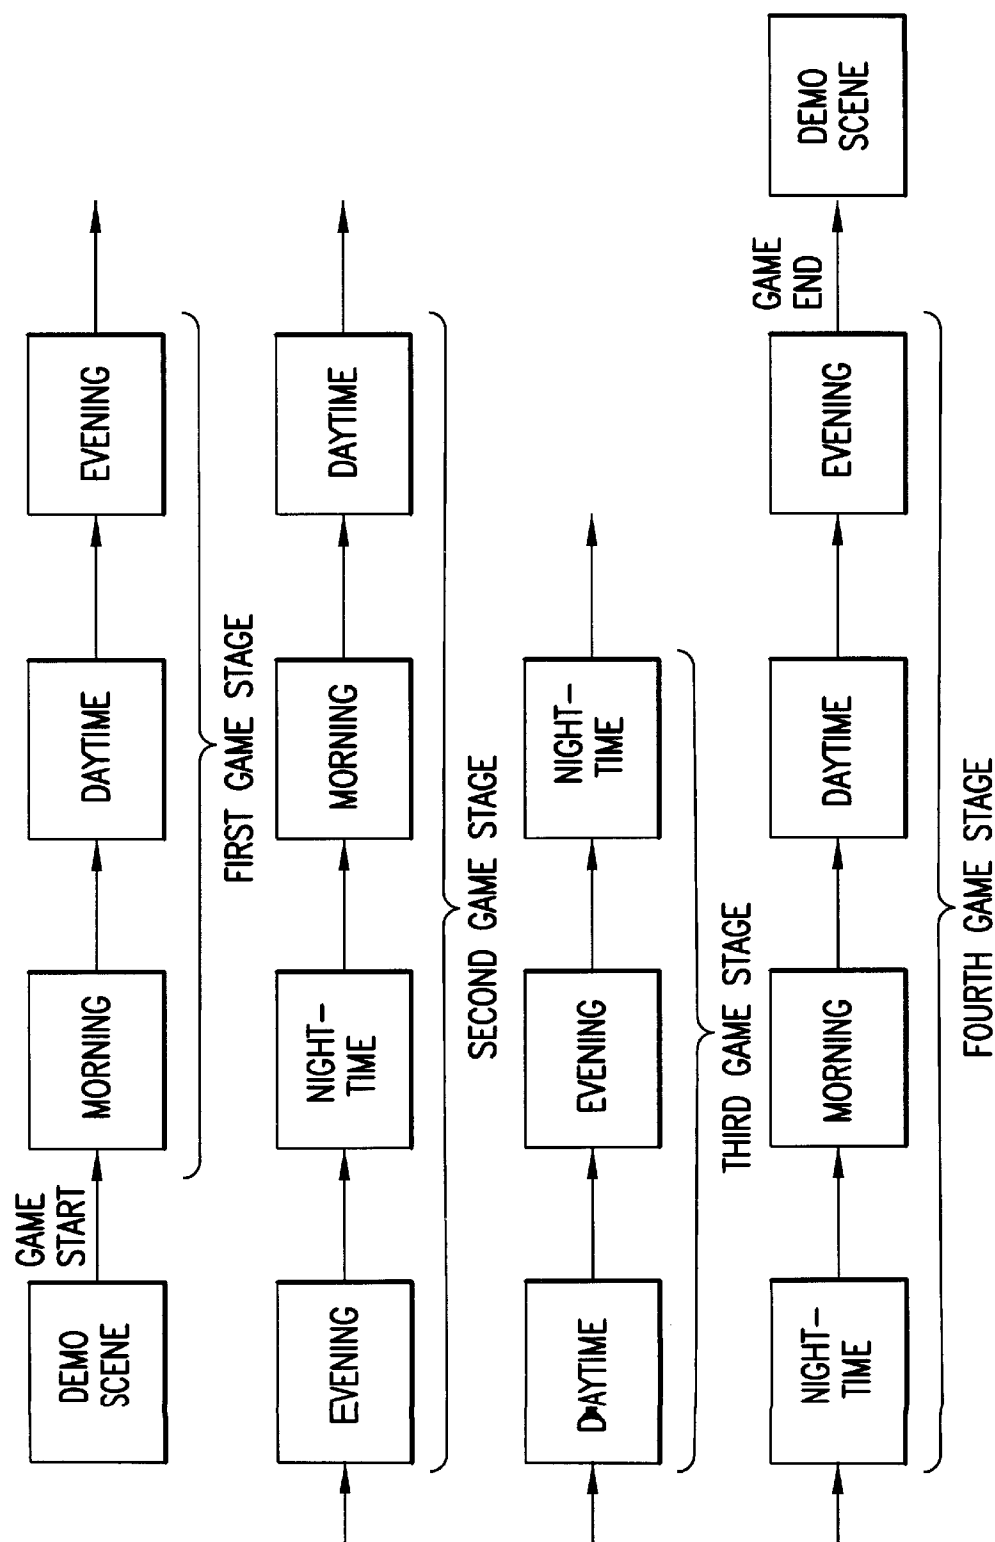 DEMO
SCENE
GAME
START
MORNING
DAYTIME
EVENING
FIRST GAME STAGE
EVENING
NIGHT-
TIME
MORNING
DAYTIME
SECOND GAME STAGE
DAYTIME
EVENING
NIGHT-
TIME
THIRD GAME STAGE
NIGHT-
TIME
MORNING
DAYTIME
EVENING
GAME
END
DEMO
SCENE
FOURTH GAME STAGE